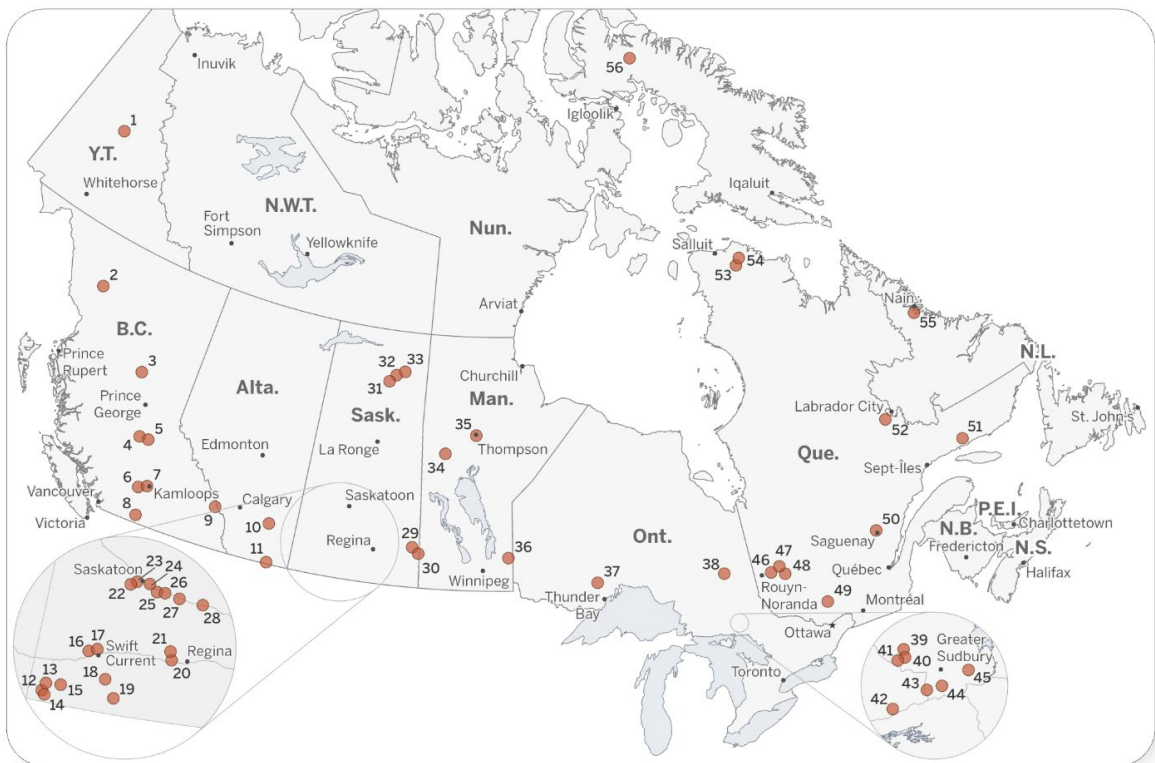 56
Inuvik
Igloolik
1
Y.T.
Whitehorse
Iqaluit
N.W.T.
Fort
Simpson
Nun.
Yellowknife
Salluit
54
53
2
Arviat
Nain
55
B.C.
Prince
Rupert
3
32
33
31
Churchill
N.L.
Alta.
Sask.
Man.
Prince
George
Labrador City
52
St. John's
4
5
35
Thompson
51
Edmonton
La Ronge
34
Que.
Sept-Îles
6
7
Kamloops
Vancouver
Victoria
8
9
Calgary
10
11
Saskatoon
Regina
29
30
36
Winnipeg
Ont.
50
Saguenay
P.E.I.
Charlottetown
N.B.
Fredericton
N.S.
Halifax
37
38
46
47
48
Rouyn-
Noranda
Québec
49
Montréal
Thunder
Bay
Ottawa
Toronto
Saskatoon
23
24
22
25
26
27
28
16
17
Swift
Current
21
Regina
20
18
13
12
15
14
19
39
Greater
Sudbury
41
40
45
43
44
42